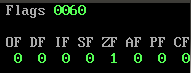 Flags 0060
OF DF IF SF ZF AF PF CF
0 0 0 0 1 0 0 0